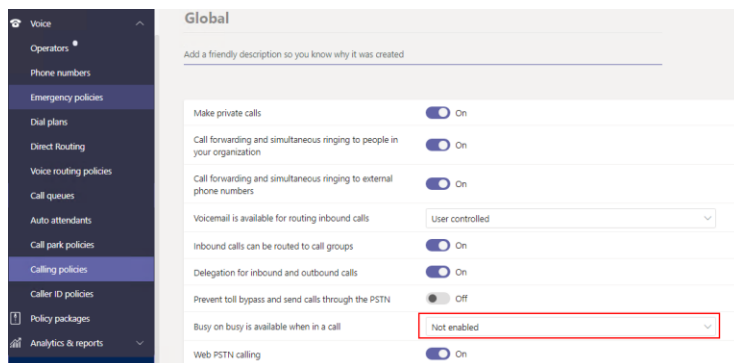 Voice
Operators
Phone numbers
Emergency policies
Dial plans
Direct Routing
Voice routing policies
Call queues
Auto attendants
Call park policies
Calling policies
Caller ID policies
Policy packages
Analytics & reports
Global
Add a friendly description so you know why it was created
Make private calls
On
Call forwarding and simultaneous ringing to people in
your organization
On
Call forwarding and simultaneous ringing to external
phone numbers
On
Voicemail is available for routing inbound calls
User controlled
Inbound calls can be routed to call groups
On
Delegation for inbound and outbound calls
On
Prevent toll bypass and send calls through the PSTN
Off
Busy on busy is available when in a call
Not enabled
Web PSTN calling
On